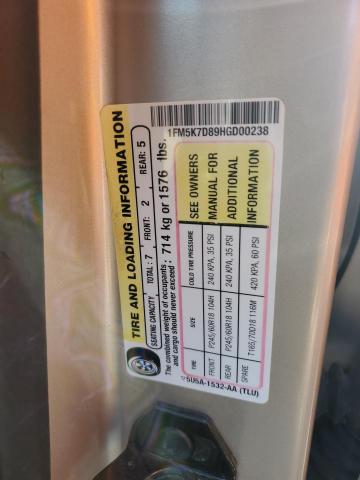 1FM5K7D89HGD00238
TIRE AND LOADING INFORMATION
SEATING CAPACITY TOTAL: 7 FRONT: 2 REAR: 5
The combined weight of occupants
and cargo should never exceed : 714 kg or 1576 lbs.
TIRE SIZE COLD TIRE PRESSURE SEE OWNERS
FRONT P245/60R18 104H 240 KPA, 35 PSI MANUAL FOR
REAR P245/60R18 104H 240 KPA, 35 PSI ADDITIONAL
SPARE T165/70D18 116M 420 KPA, 60 PSI INFORMATION
5U5A-1532-AA (TLU)